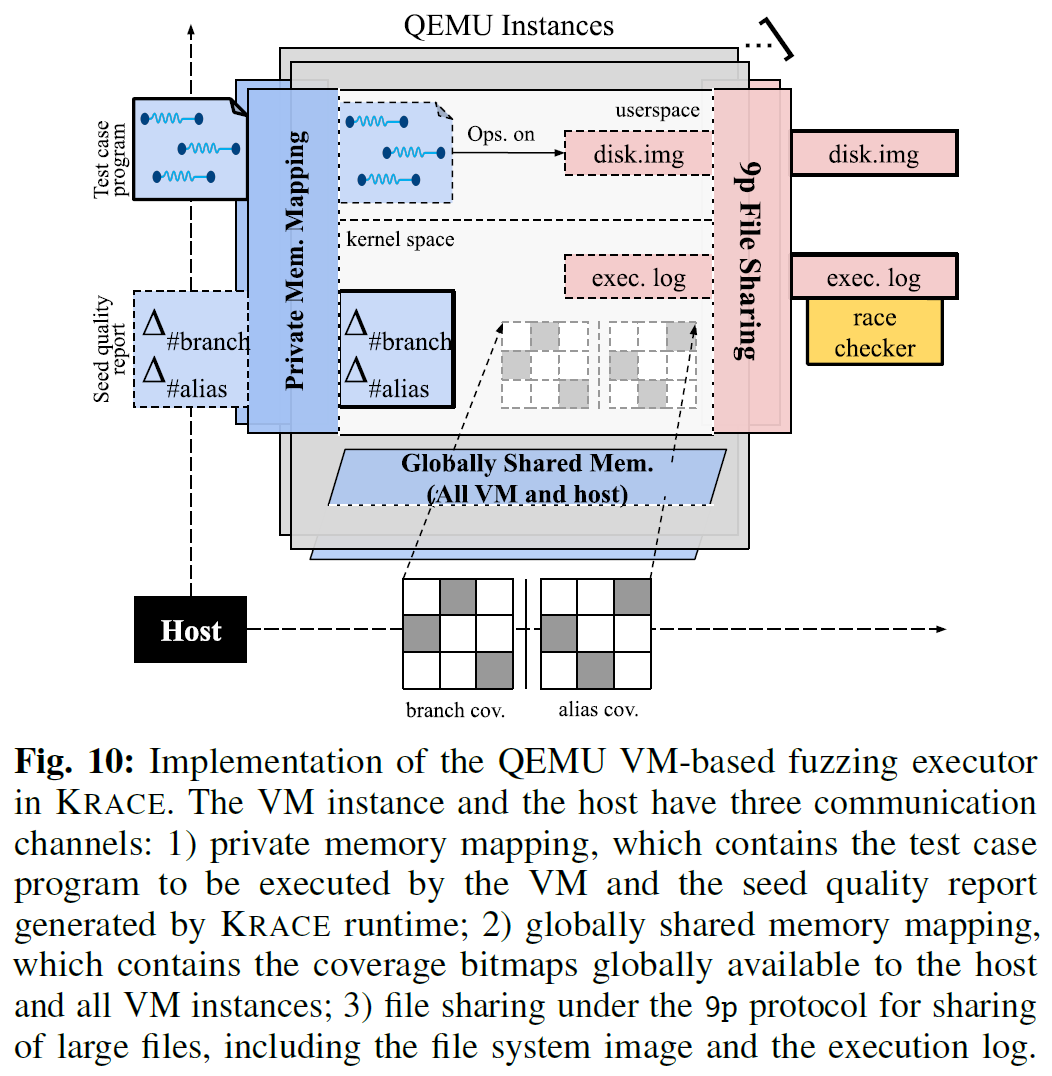 QEMU Instances
...
Test case
program
userspace
Ops. on
disk.img
disk.img
Private Mem. Mapping
9p File Sharing
kernel space
exec. log
exec. log
Seed quality
report
Δ#branch
Δ#alias
Δ#branch
Δ#alias
race
checker
Globally Shared Mem.
(All VM and host)
Host
branch cov.
alias cov.
Fig. 10: Implementation of the QEMU VM-based fuzzing executor
in KRACE. The VM instance and the host have three communication
channels: 1) private memory mapping, which contains the test case
program to be executed by the VM and the seed quality report
generated by KRACE runtime; 2) globally shared memory mapping,
which contains the coverage bitmaps globally available to the host
and all VM instances; 3) file sharing under the 9p protocol for sharing
of large files, including the file system image and the execution log.